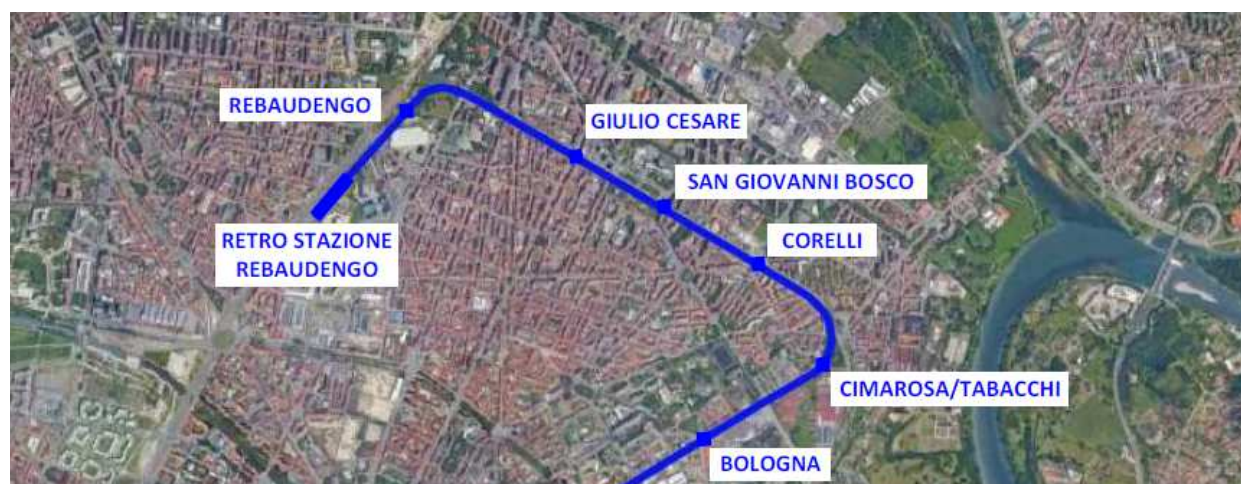 REBAUDENGO
GIULIO CESARE
SAN GIOVANNI BOSCO
RETRO STAZIONE
REBAUDENGO
CORELLI
CIMAROSA/TABACCHI
BOLOGNA